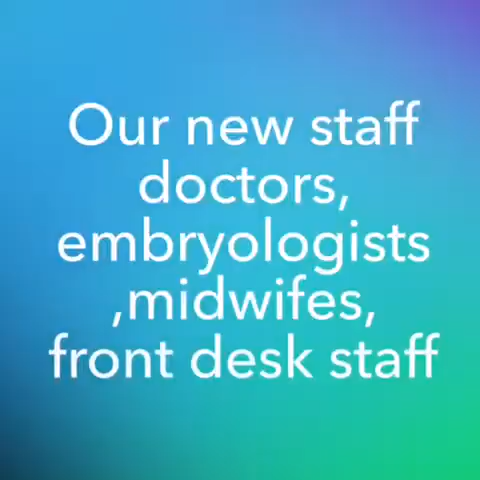 Our new staff
doctors,
embryologists
,midwifes,
front desk staff